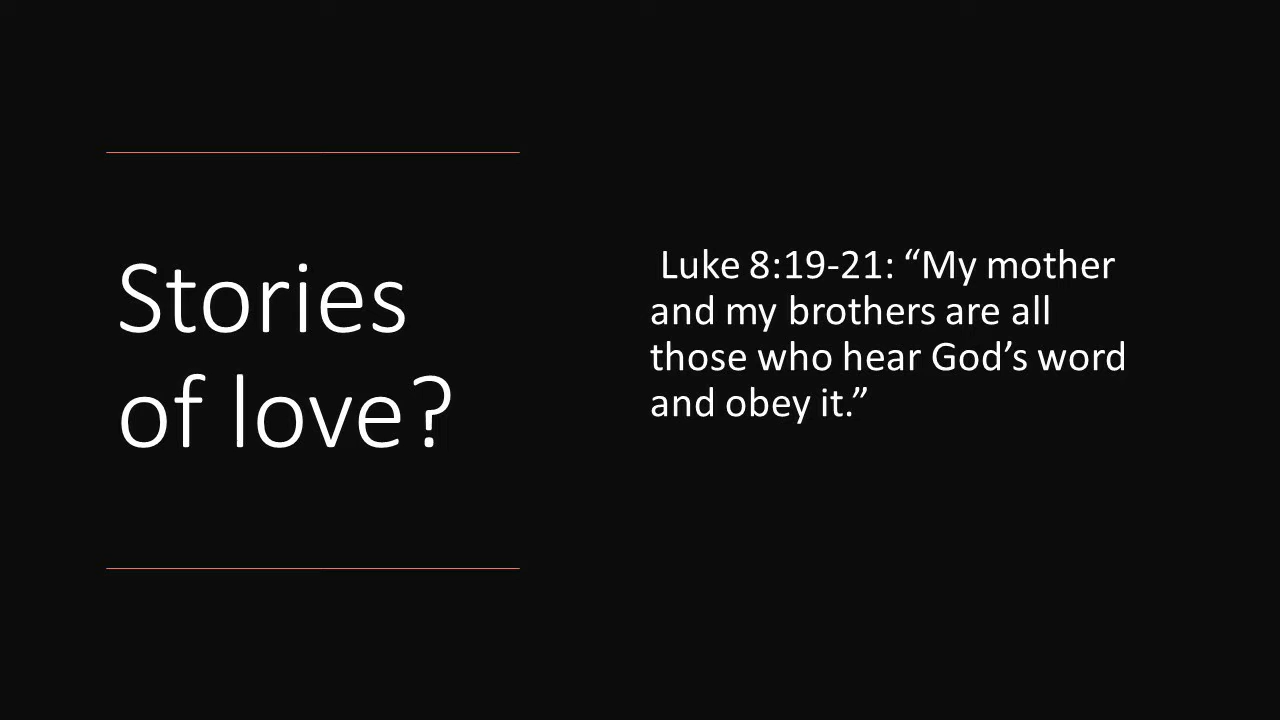 Stories
of love?
Luke 8:19-21: “My mother
and my brothers are all
those who hear God’s word
and obey it.”